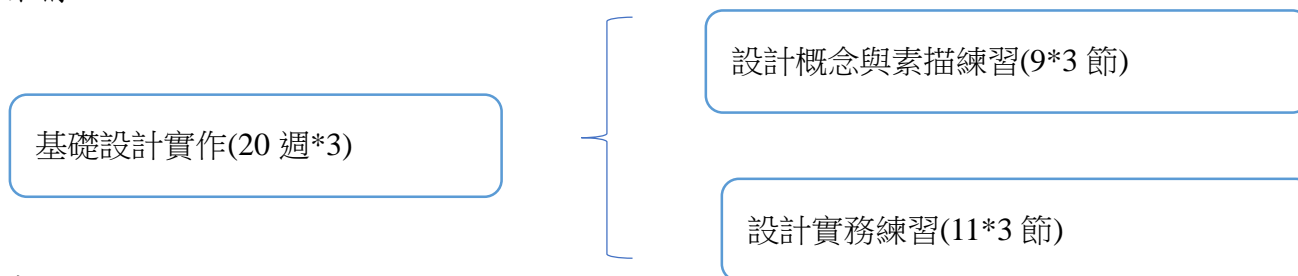 設計概念與素描練習(9*3 節)
基礎設計實作(20 週*3)
設計實務練習(11*3 節)